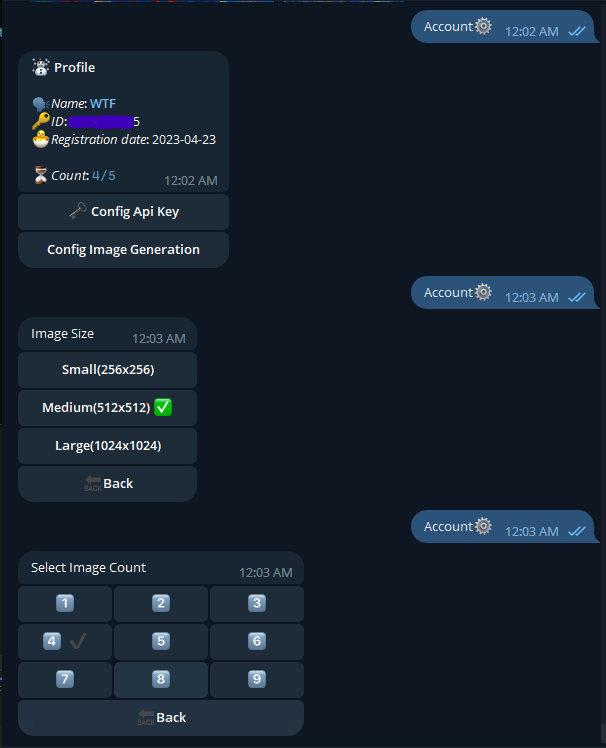 Account⚙️ 12:02 AM
☃️ Profile
🗣Name: WTF
🔑ID: 5
🐣Registration date: 2023-04-23
⏳Count: 4/5 12:02 AM
🗝 Config Api Key
Config Image Generation
Account⚙️ 12:03 AM
Image Size 12:03 AM
Small(256x256)
Medium(512x512) ✅
Large(1024x1024)
🔙 Back
Account⚙️ 12:03 AM
Select Image Count 12:03 AM
1️⃣ 2️⃣ 3️⃣
4️⃣ ✔️ 5️⃣ 6️⃣
7️⃣ 8️⃣ 9️⃣
🔙 Back